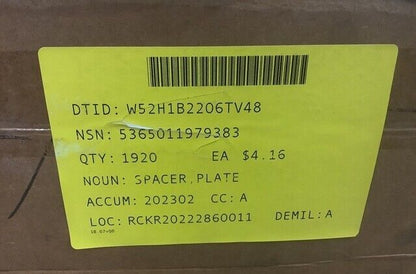 DTID: W52H1B2206TV48
NSN: 5365011979383
QTY: 1920 EA $4.16
NOUN: SPACER,PLATE
ACCUM: 202302 CC: A
LOC: RCKR20222860011 DEMIL: A